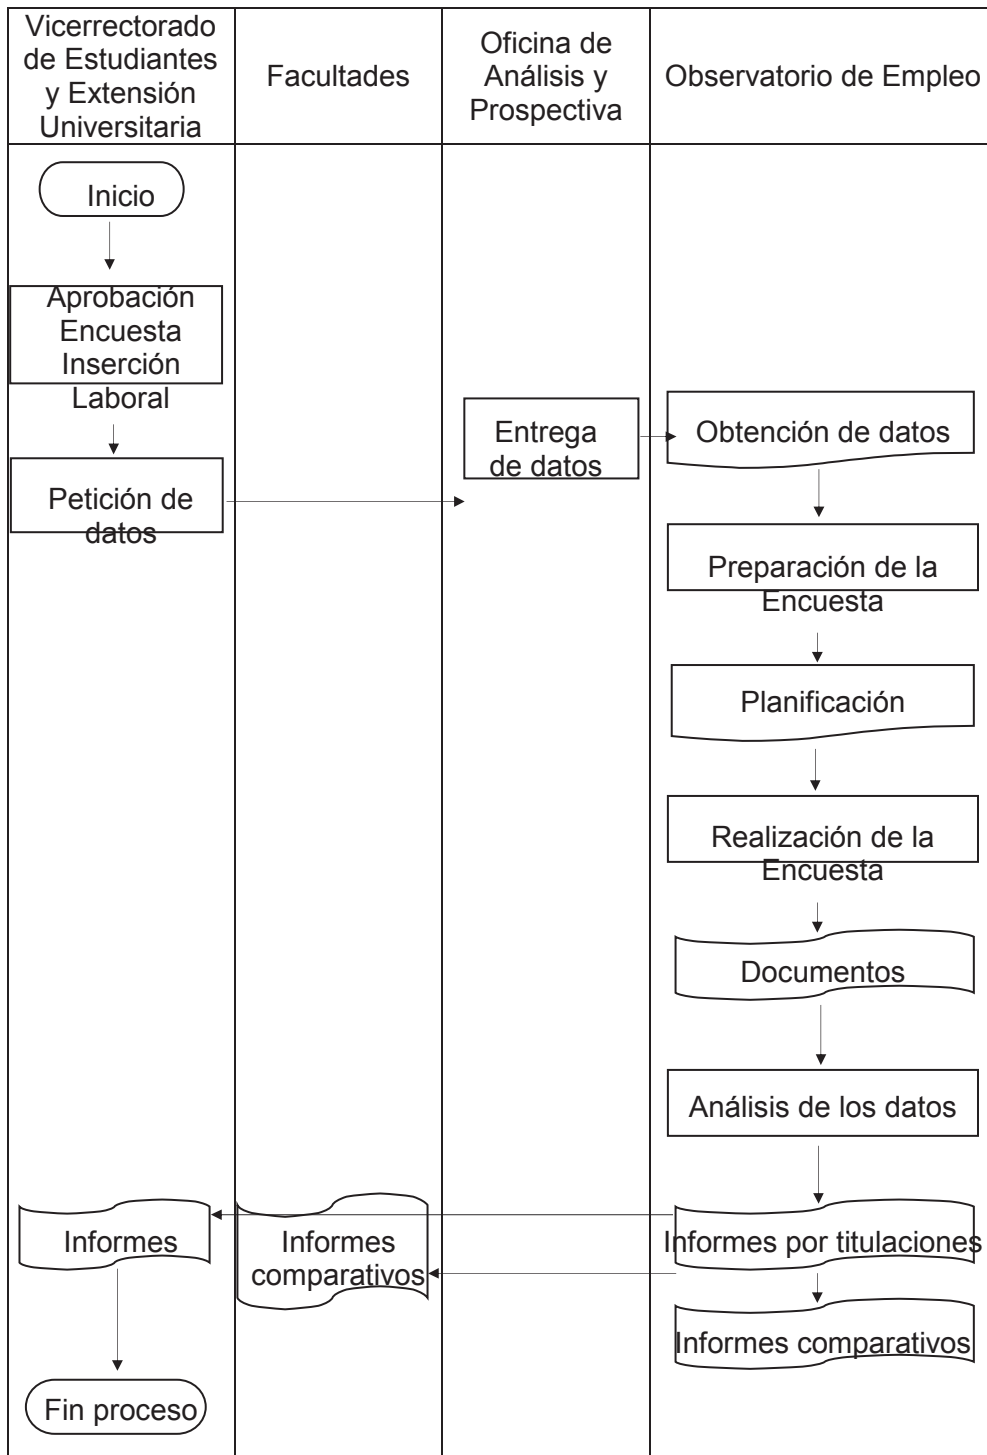 Vicerrectorado
de Estudiantes
y Extensión
Universitaria
Facultades
Oficina de
Análisis y
Prospectiva
Observatorio de Empleo
Inicio
Aprobación
Encuesta
Inserción
Laboral
Petición de
datos
Entrega
de datos
Obtención de datos
Preparación de la
Encuesta
Planificación
Realización de la
Encuesta
Documentos
Análisis de los datos
Informes
Informes
comparativos
Informes por titulaciones
Informes comparativos
Fin proceso